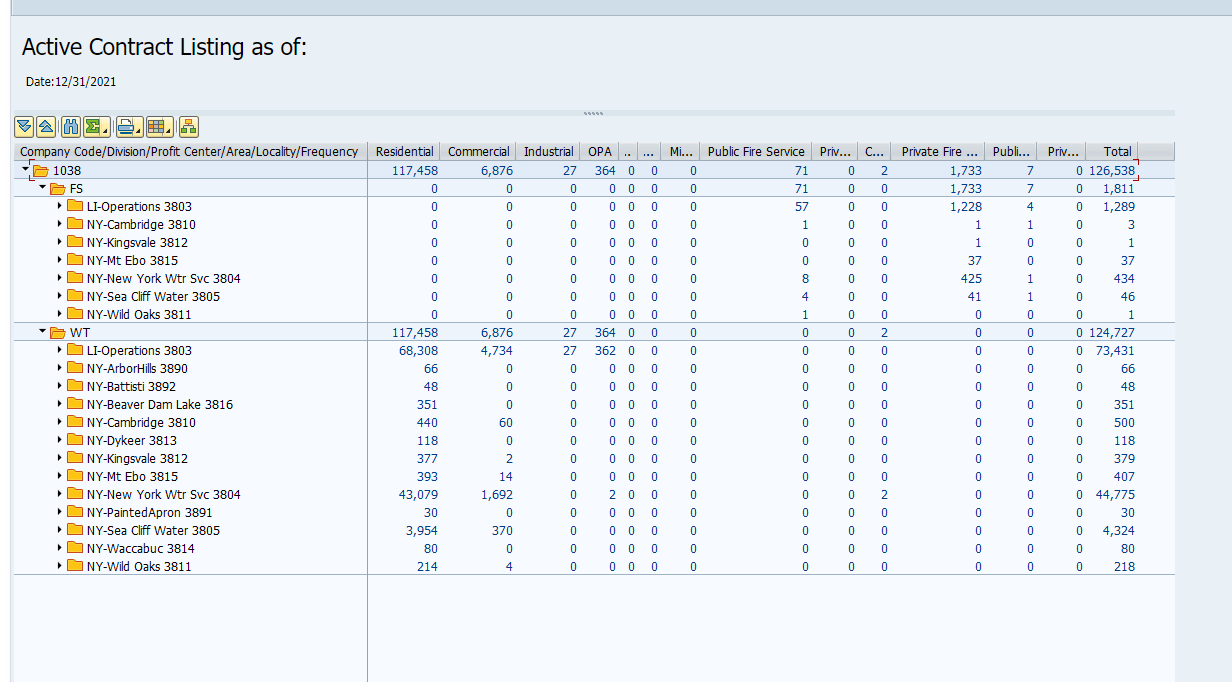 Active Contract Listing as of:
Date:12/31/2021
Company Code/Division/Profit Center/Area/Locality/Frequency Residential Commercial Industrial OPA .. ... Mi... Public Fire Service Priv... C... Private Fire ... Publi... Priv... Total
1038 117,458 6,876 27 364 0 0 0 71 0 2 1,733 7 0 126,538
FS 0 0 0 0 0 0 0 71 0 0 1,733 7 0 1,811
LI-Operations 3803 0 0 0 0 0 0 0 57 0 0 1,228 4 0 1,289
NY-Cambridge 3810 0 0 0 0 0 0 0 1 0 0 1 1 0 3
NY-Kingsvale 3812 0 0 0 0 0 0 0 0 0 0 1 0 0 1
NY-Mt Ebo 3815 0 0 0 0 0 0 0 0 0 0 37 0 0 37
NY-New York Wtr Svc 3804 0 0 0 0 0 0 0 8 0 0 425 1 0 434
NY-Sea Cliff Water 3805 0 0 0 0 0 0 0 4 0 0 41 1 0 46
NY-Wild Oaks 3811 0 0 0 0 0 0 0 1 0 0 0 0 0 1
WT 117,458 6,876 27 364 0 0 0 0 0 2 0 0 0 124,727
LI-Operations 3803 68,308 4,734 27 362 0 0 0 0 0 0 0 0 0 73,431
NY-ArborHills 3890 66 0 0 0 0 0 0 0 0 0 0 0 0 66
NY-Battisti 3892 48 0 0 0 0 0 0 0 0 0 0 0 0 48
NY-Beaver Dam Lake 3816 351 0 0 0 0 0 0 0 0 0 0 0 0 351
NY-Cambridge 3810 440 60 0 0 0 0 0 0 0 0 0 0 0 500
NY-Dykeer 3813 118 0 0 0 0 0 0 0 0 0 0 0 0 118
NY-Kingsvale 3812 377 2 0 0 0 0 0 0 0 0 0 0 0 379
NY-Mt Ebo 3815 393 14 0 0 0 0 0 0 0 0 0 0 0 407
NY-New York Wtr Svc 3804 43,079 1,692 0 2 0 0 0 0 0 2 0 0 0 44,775
NY-PaintedApron 3891 30 0 0 0 0 0 0 0 0 0 0 0 0 30
NY-Sea Cliff Water 3805 3,954 370 0 0 0 0 0 0 0 0 0 0 0 4,324
NY-Waccabuc 3814 80 0 0 0 0 0 0 0 0 0 0 0 0 80
NY-Wild Oaks 3811 214 4 0 0 0 0 0 0 0 0 0 0 0 218